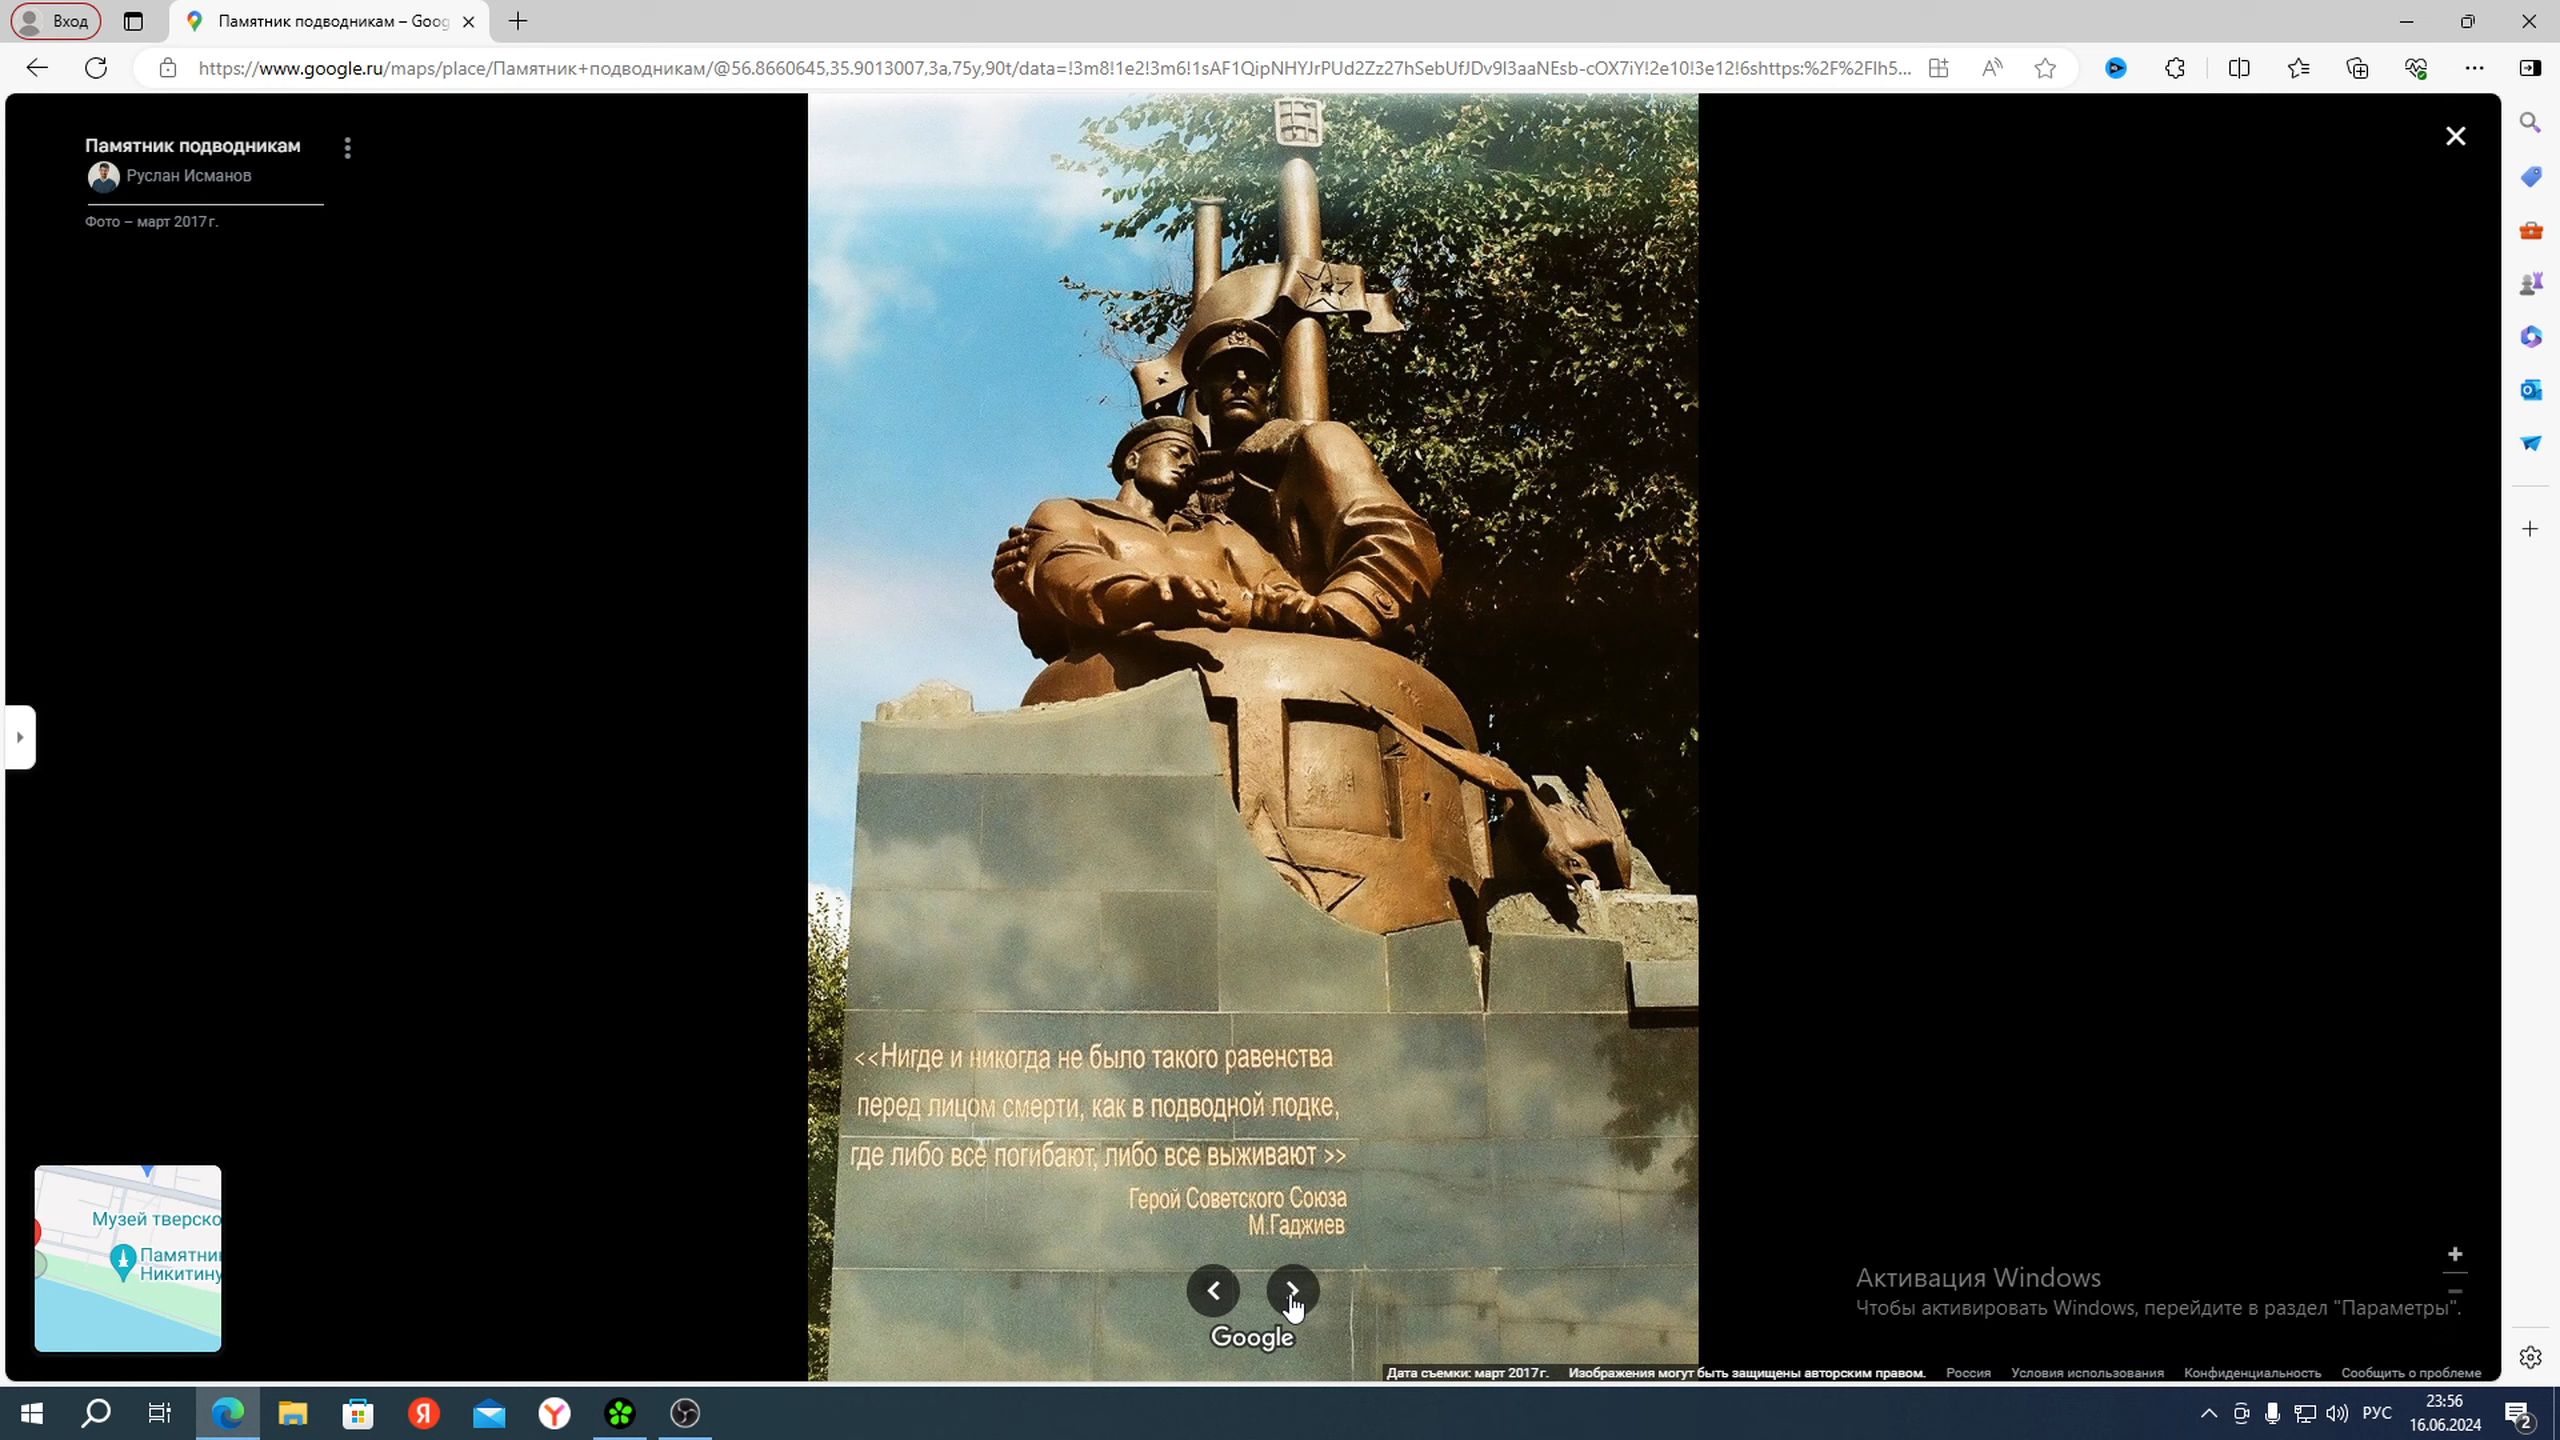 Вход
Памятник подводникам – Goog
https://www.google.ru/maps/place/Памятник+подводникам/@56.8660645,35.9013007,3a,75y,90t/data=!3m8!1e2!3m6!1sAF1QipNHYJrPUd2Zz27hSebUfJDv9I3aaNEsb-cOX7iY!2e10!3e12!6shttps:%2F%2Flh5...
Памятник подводникам
Руслан Исманов
Фото – март 2017 г.
<<Нигде и никогда не было такого равенства
перед лицом смерти, как в подводной лодке,
где либо все погибают, либо все выживают >>
Герой Советского Союза
М.Гаджиев
Музей тверско
Памятни
Никитину
Google
Активация Windows
Чтобы активировать Windows, перейдите в раздел "Параметры".
Дата съемки: март 2017 г. Изображения могут быть защищены авторским правом. Россия Условия использования Конфиденциальность Сообщить о проблеме
РУС
23:56
16.06.2024
2